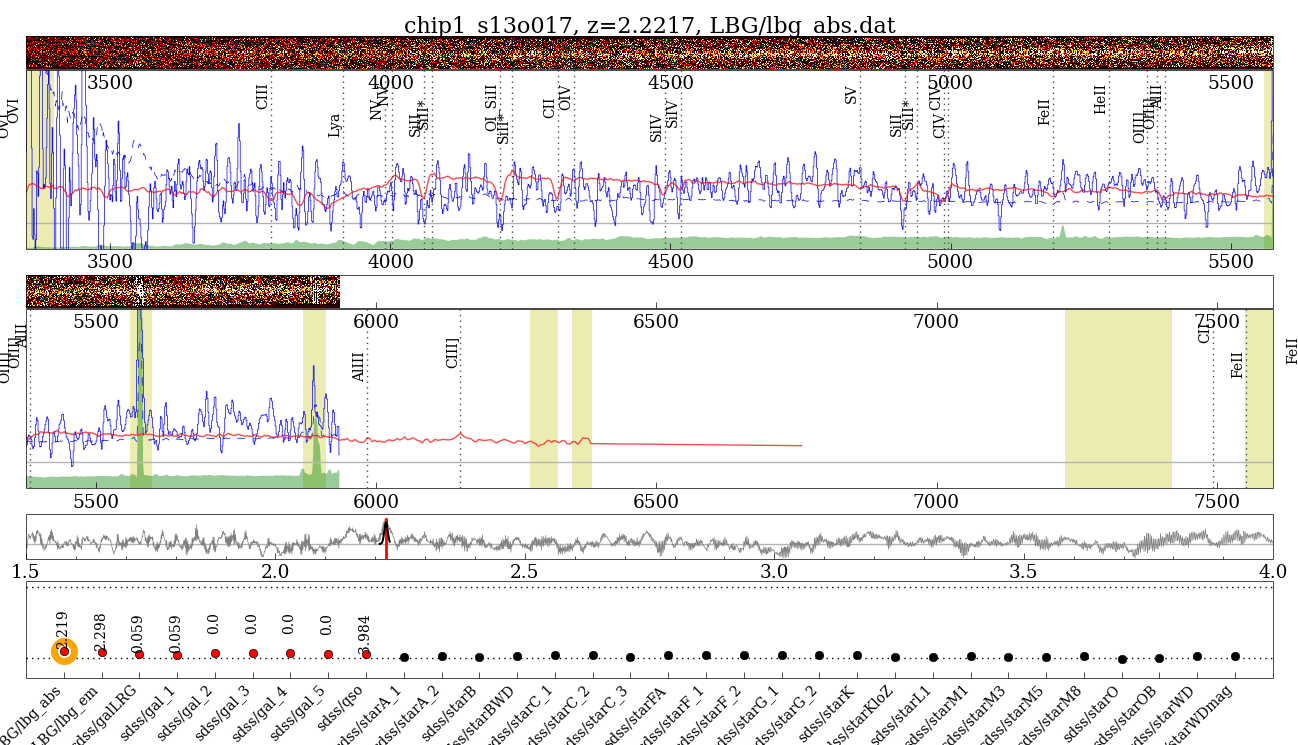 chip1_s13o017, z=2.2217, LBG/lbg_abs.dat
3500 4000 4500 5000 5500
OVI OVI CIII Lya NV NV SiII SiII* OI SiII SiII* CII OIV SiIV SiIV SV SiII SiII* CIV CIV FeII HeII OIII] OIII] AlII
3500 4000 4500 5000 5500
5500 6000 6500 7000 7500
OIII] OIII] AlII AlIII CIII] CII] FeII FeII
5500 6000 6500 7000 7500
1.5 2.0 2.5 3.0 3.5 4.0
2.219 2.298 0.059 0.059 0.0 0.0 0.0 0.0 3.984
BG/lbg_abs LBG/lbg_em sdss/galLRG sdss/gal_1 sdss/gal_2 sdss/gal_3 sdss/gal_4 sdss/gal_5 sdss/qso sdss/starA_1 sdss/starA_2 sdss/starB sdss/starBWD sdss/starC_1 sdss/starC_2 sdss/starC_3 sdss/starFA sdss/starF_1 sdss/starF_2 sdss/starG_1 sdss/starG_2 sdss/starK sdss/starKloZ sdss/starL1 sdss/starM1 sdss/starM3 sdss/starM5 sdss/starM8 sdss/starO sdss/starOB sdss/starWD starWDmag